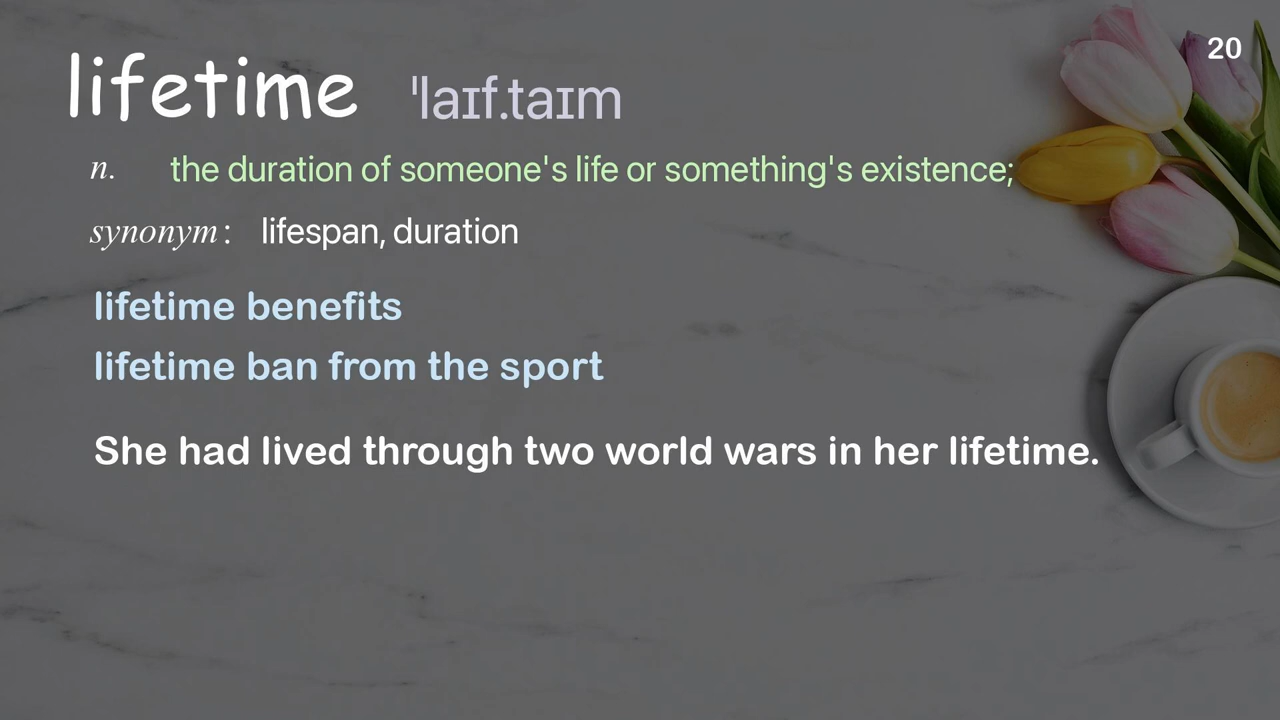 20
lifetime ˈlaɪf.taɪm
n. the duration of someone's life or something's existence;
synonym: lifespan, duration
lifetime benefits
lifetime ban from the sport
She had lived through two world wars in her lifetime.